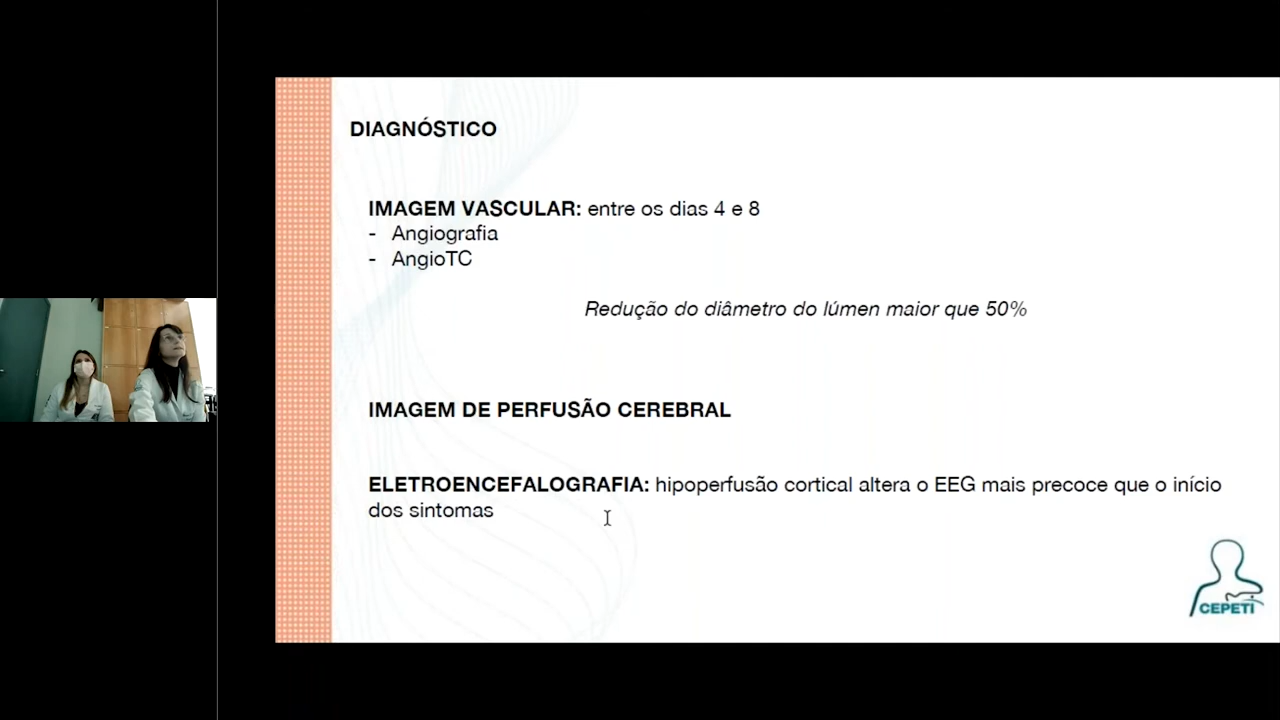 DIAGNÓSTICO
IMAGEM VASCULAR: entre os dias 4 e 8
- Angiografia
- AngioTC
Redução do diâmetro do lúmen maior que 50%
IMAGEM DE PERFUSÃO CEREBRAL
ELETROENCEFALOGRAFIA: hipoperfusão cortical altera o EEG mais precoce que o início
dos sintomas
CEPETI